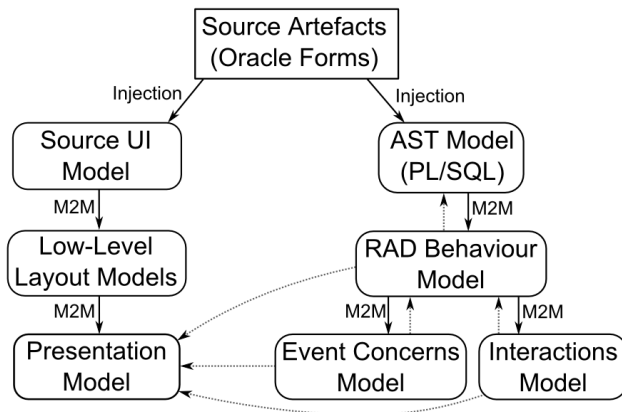 Source Artefacts
(Oracle Forms)
Injection
Injection
Source UI
Model
AST Model
(PL/SQL)
M2M
M2M
Low-Level
Layout Models
RAD Behaviour
Model
M2M
M2M
M2M
Presentation
Model
Event Concerns
Model
Interactions
Model